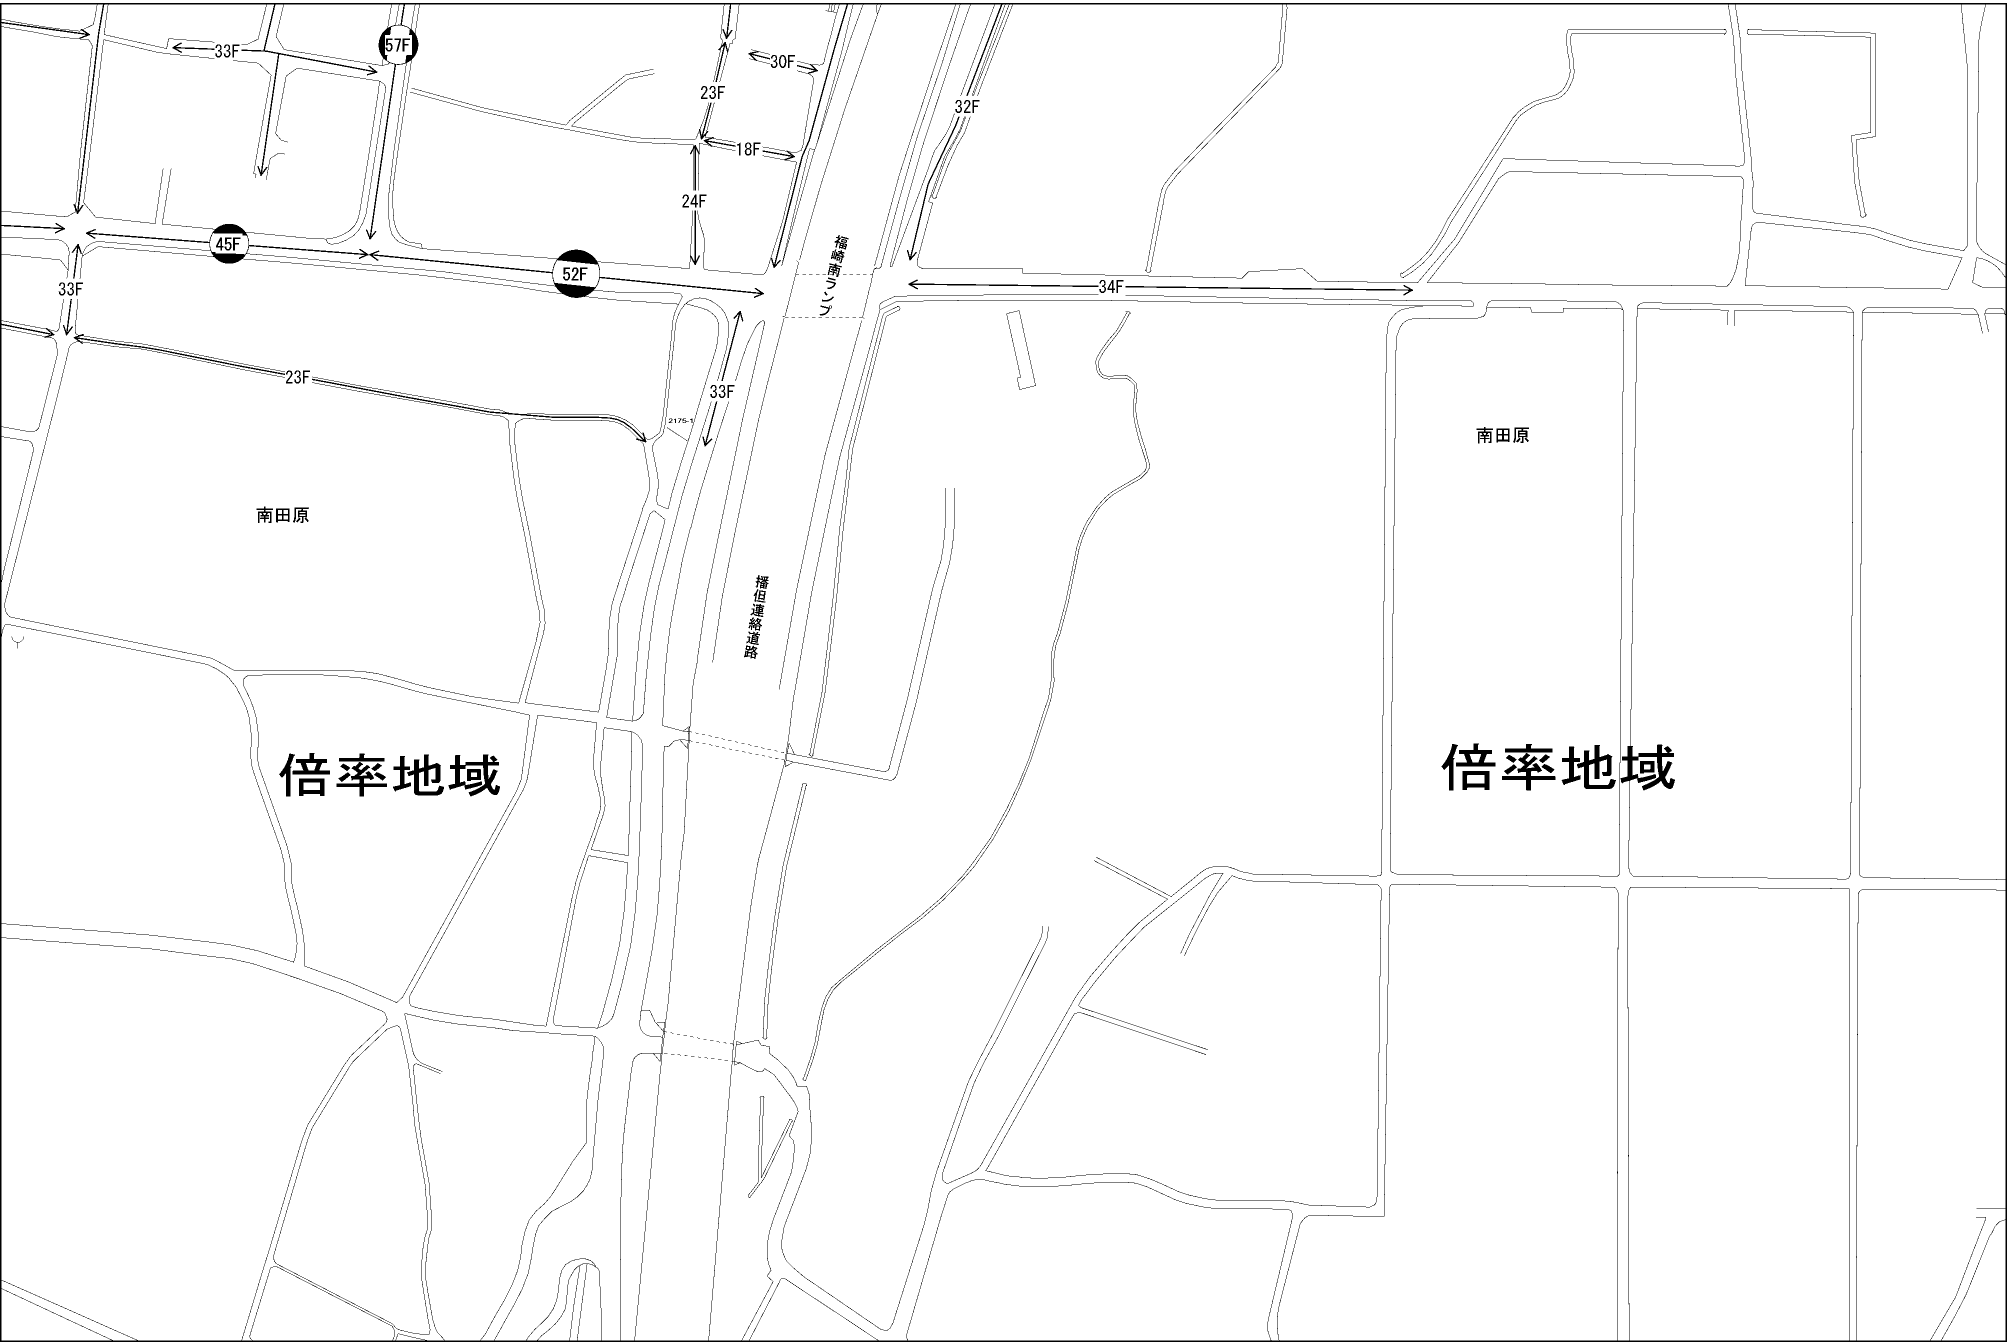 57F
33F
30F
23F
32F
18F
24F
45F
52F
福崎南ランプ
33F
34F
23F
33F
2175-1
南田原
南田原
播但連絡道路
倍率地域
倍率地域